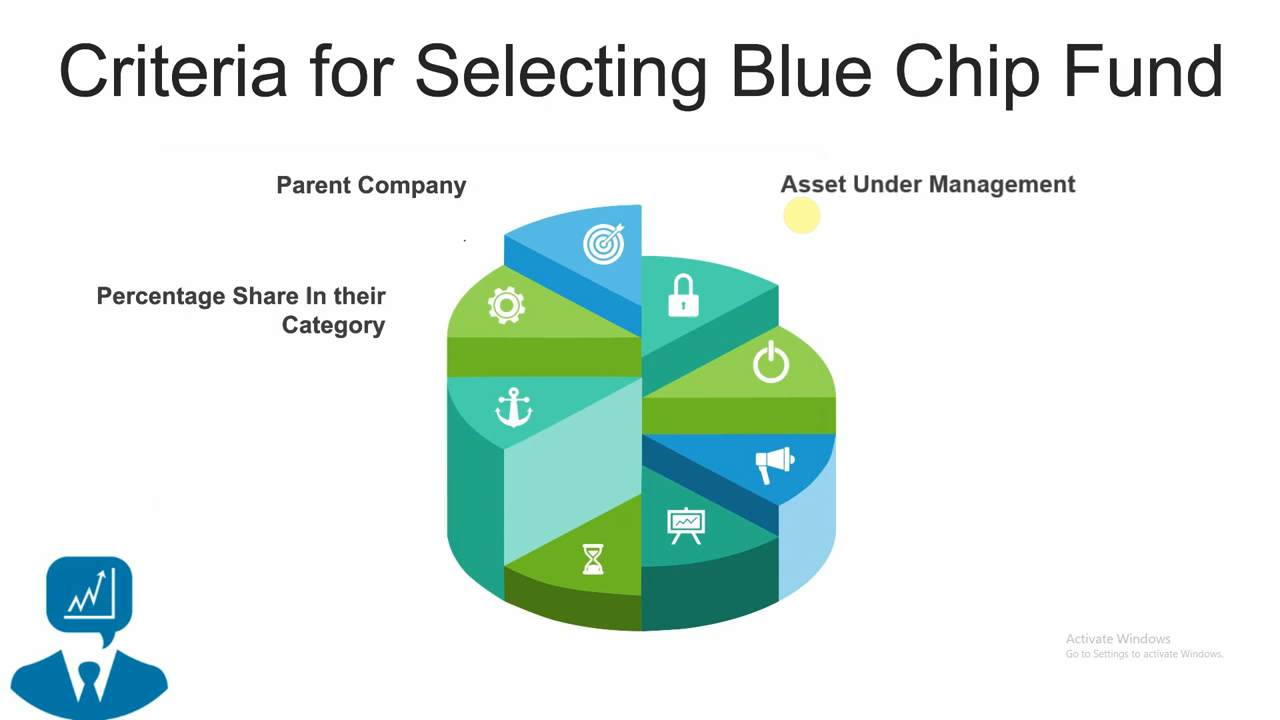 Criteria for Selecting Blue Chip Fund
Parent Company
Asset Under Management
Percentage Share In their
Category
Activate Windows
Go to Settings to activate Windows.